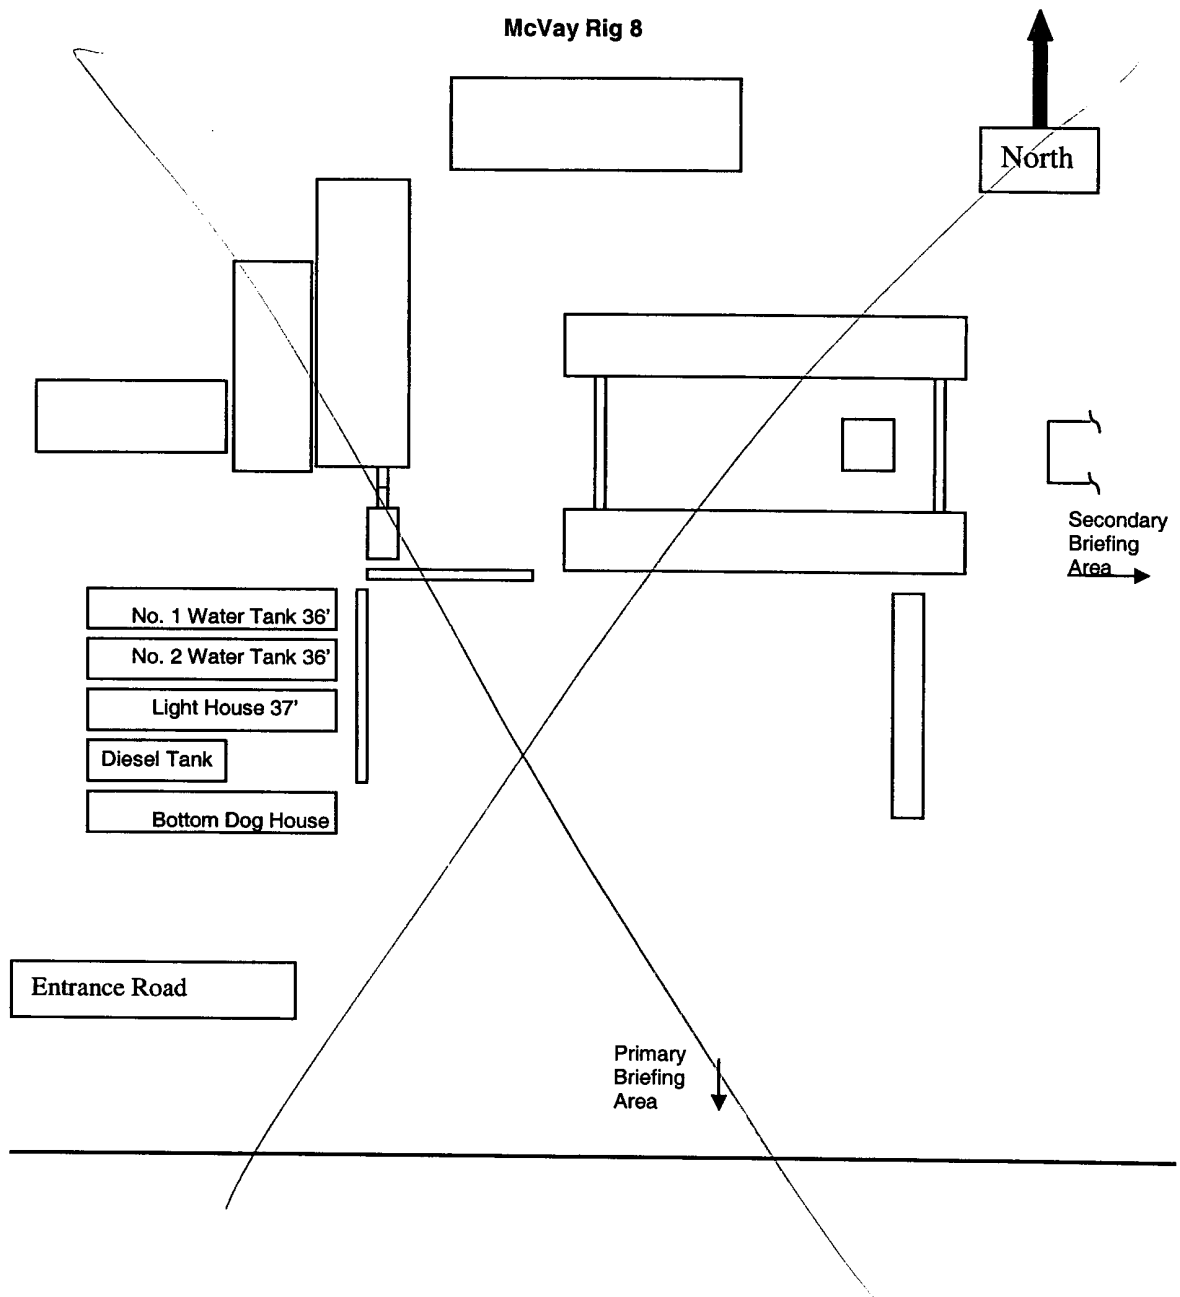 McVay Rig 8
North
Secondary
Briefing
Area
No. 1 Water Tank 36'
No. 2 Water Tank 36'
Light House 37'
Diesel Tank
Bottom Dog House
Entrance Road
Primary
Briefing
Area